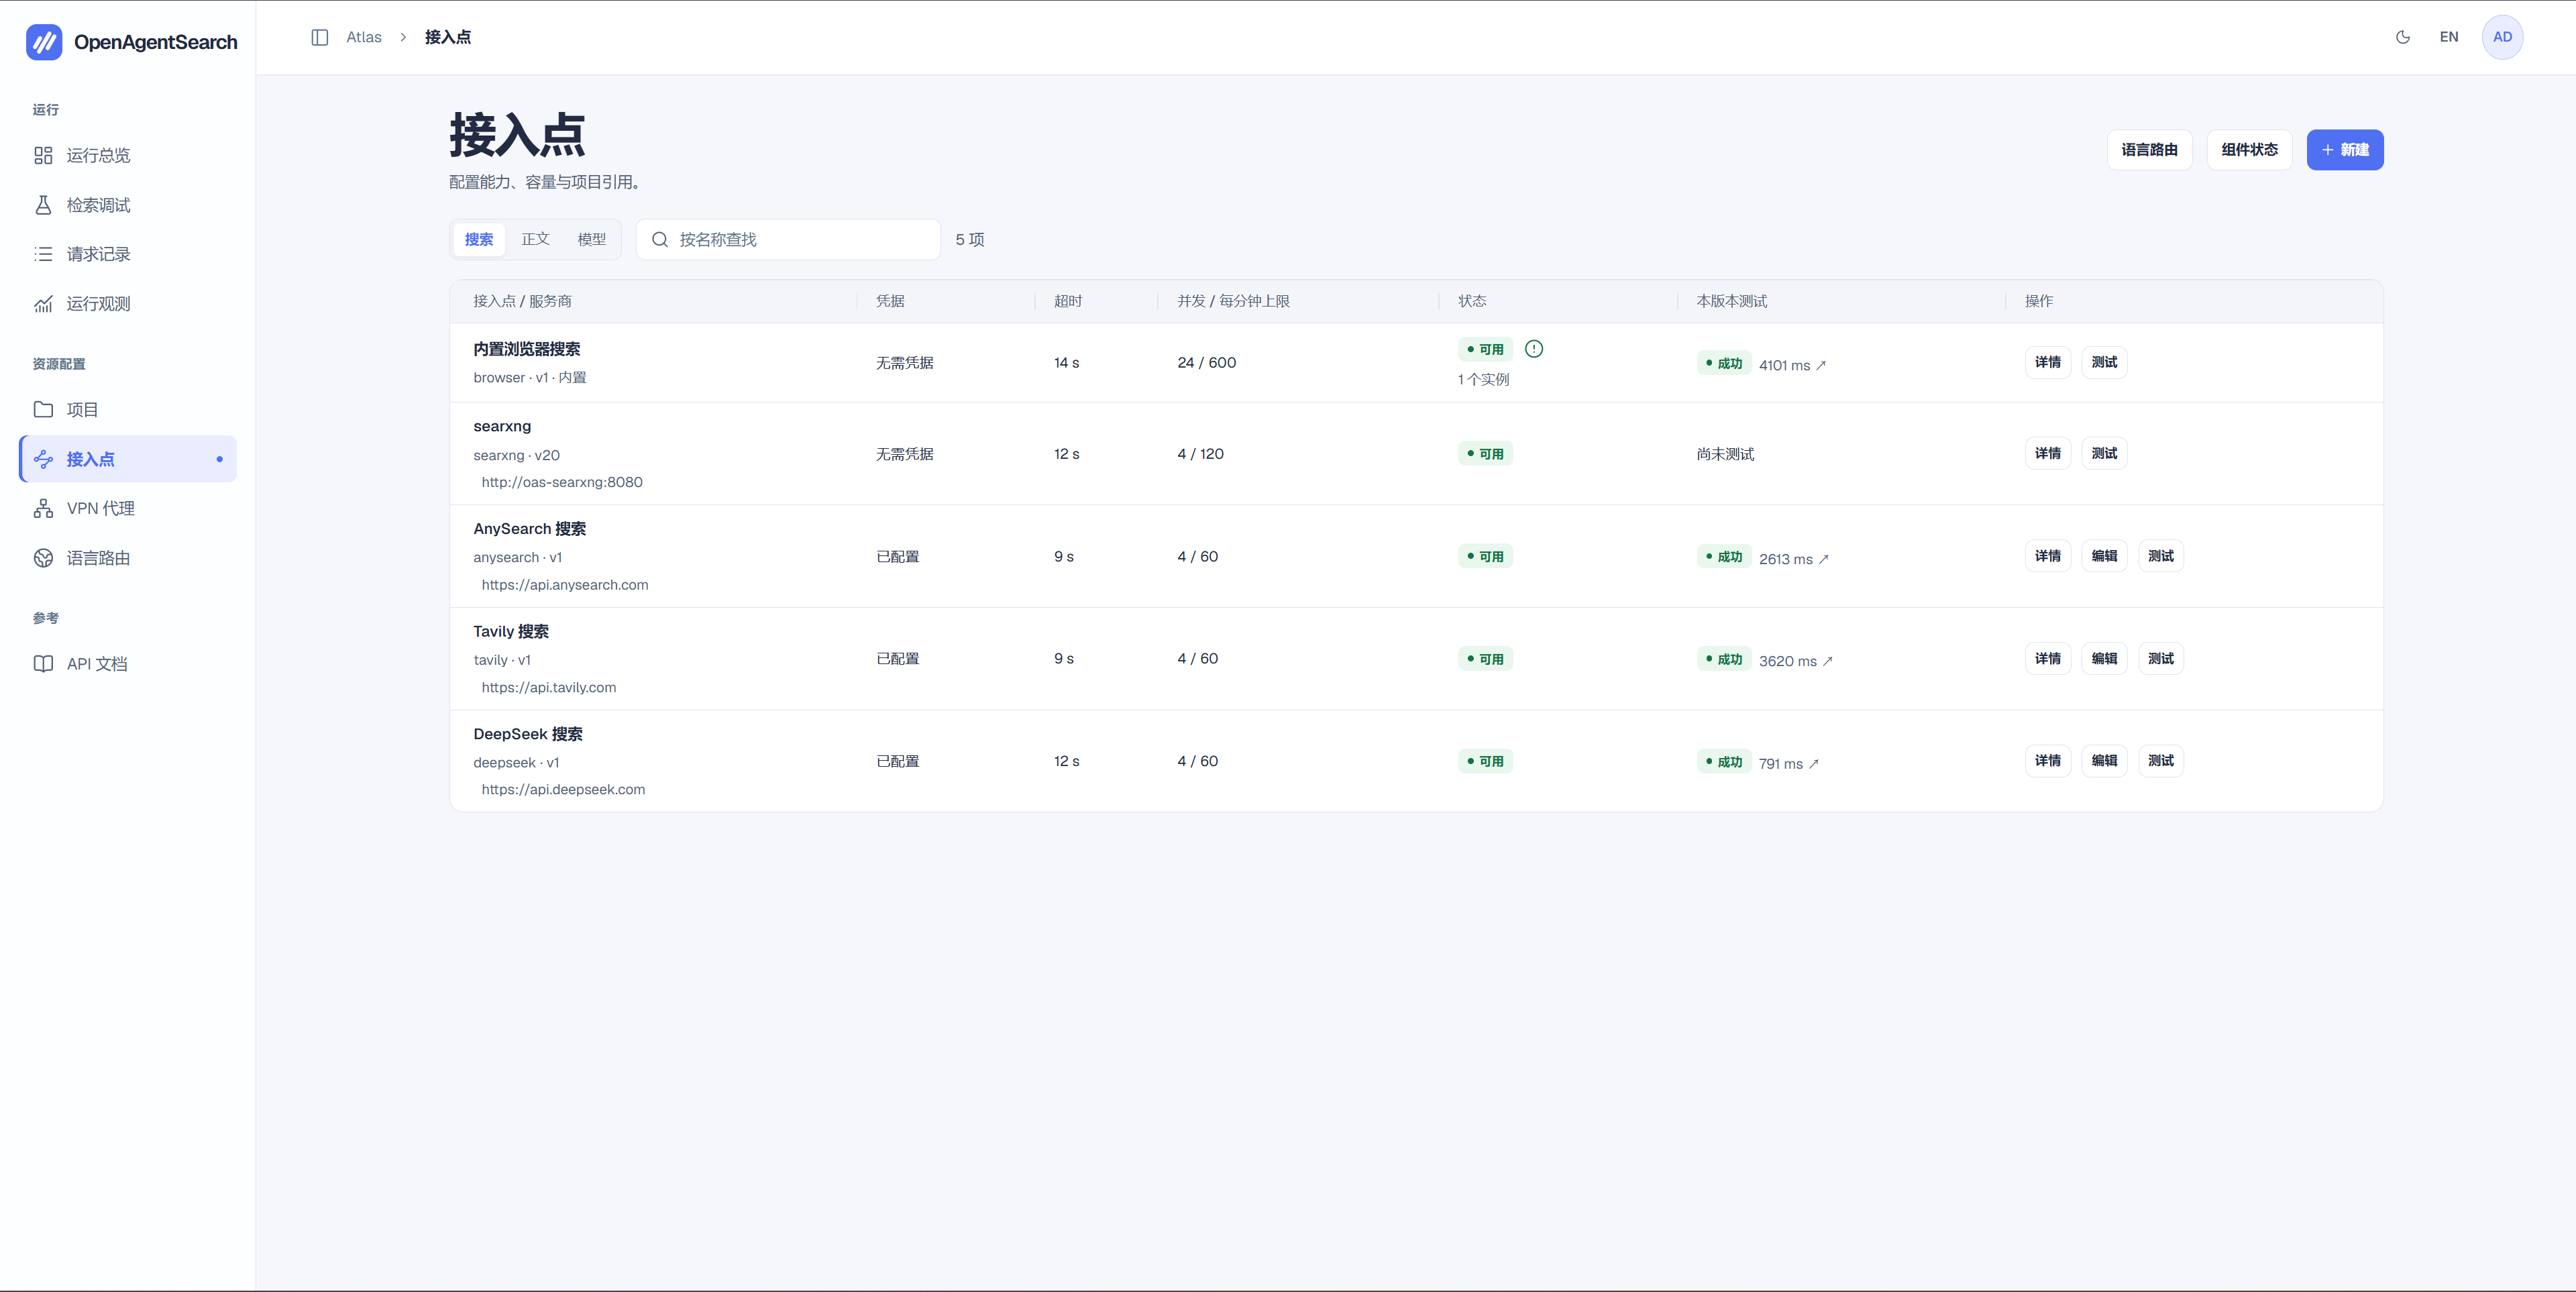 OpenAgentSearch
Atlas > 接入点
EN
AD
运行
运行总览
检索调试
请求记录
运行观测
资源配置
项目
接入点
VPN 代理
语言路由
参考
API 文档
接入点
配置能力、容量与项目引用。
语言路由
组件状态
+ 新建
搜索 正文 模型
按名称查找
5 项
接入点 / 服务商 凭据 超时 并发 / 每分钟上限 状态 本版本测试 操作
内置浏览器搜索
browser · v1 · 内置
无需凭据 14 s 24 / 600
可用
1 个实例
成功 4101 ms ↗
详情 测试
searxng
searxng · v20
http://oas-searxng:8080
无需凭据 12 s 4 / 120 可用 尚未测试 详情 测试
AnySearch 搜索
anysearch · v1
https://api.anysearch.com
已配置 9 s 4 / 60 可用 成功 2613 ms ↗ 详情 编辑 测试
Tavily 搜索
tavily · v1
https://api.tavily.com
已配置 9 s 4 / 60 可用 成功 3620 ms ↗ 详情 编辑 测试
DeepSeek 搜索
deepseek · v1
https://api.deepseek.com
已配置 12 s 4 / 60 可用 成功 791 ms ↗ 详情 编辑 测试